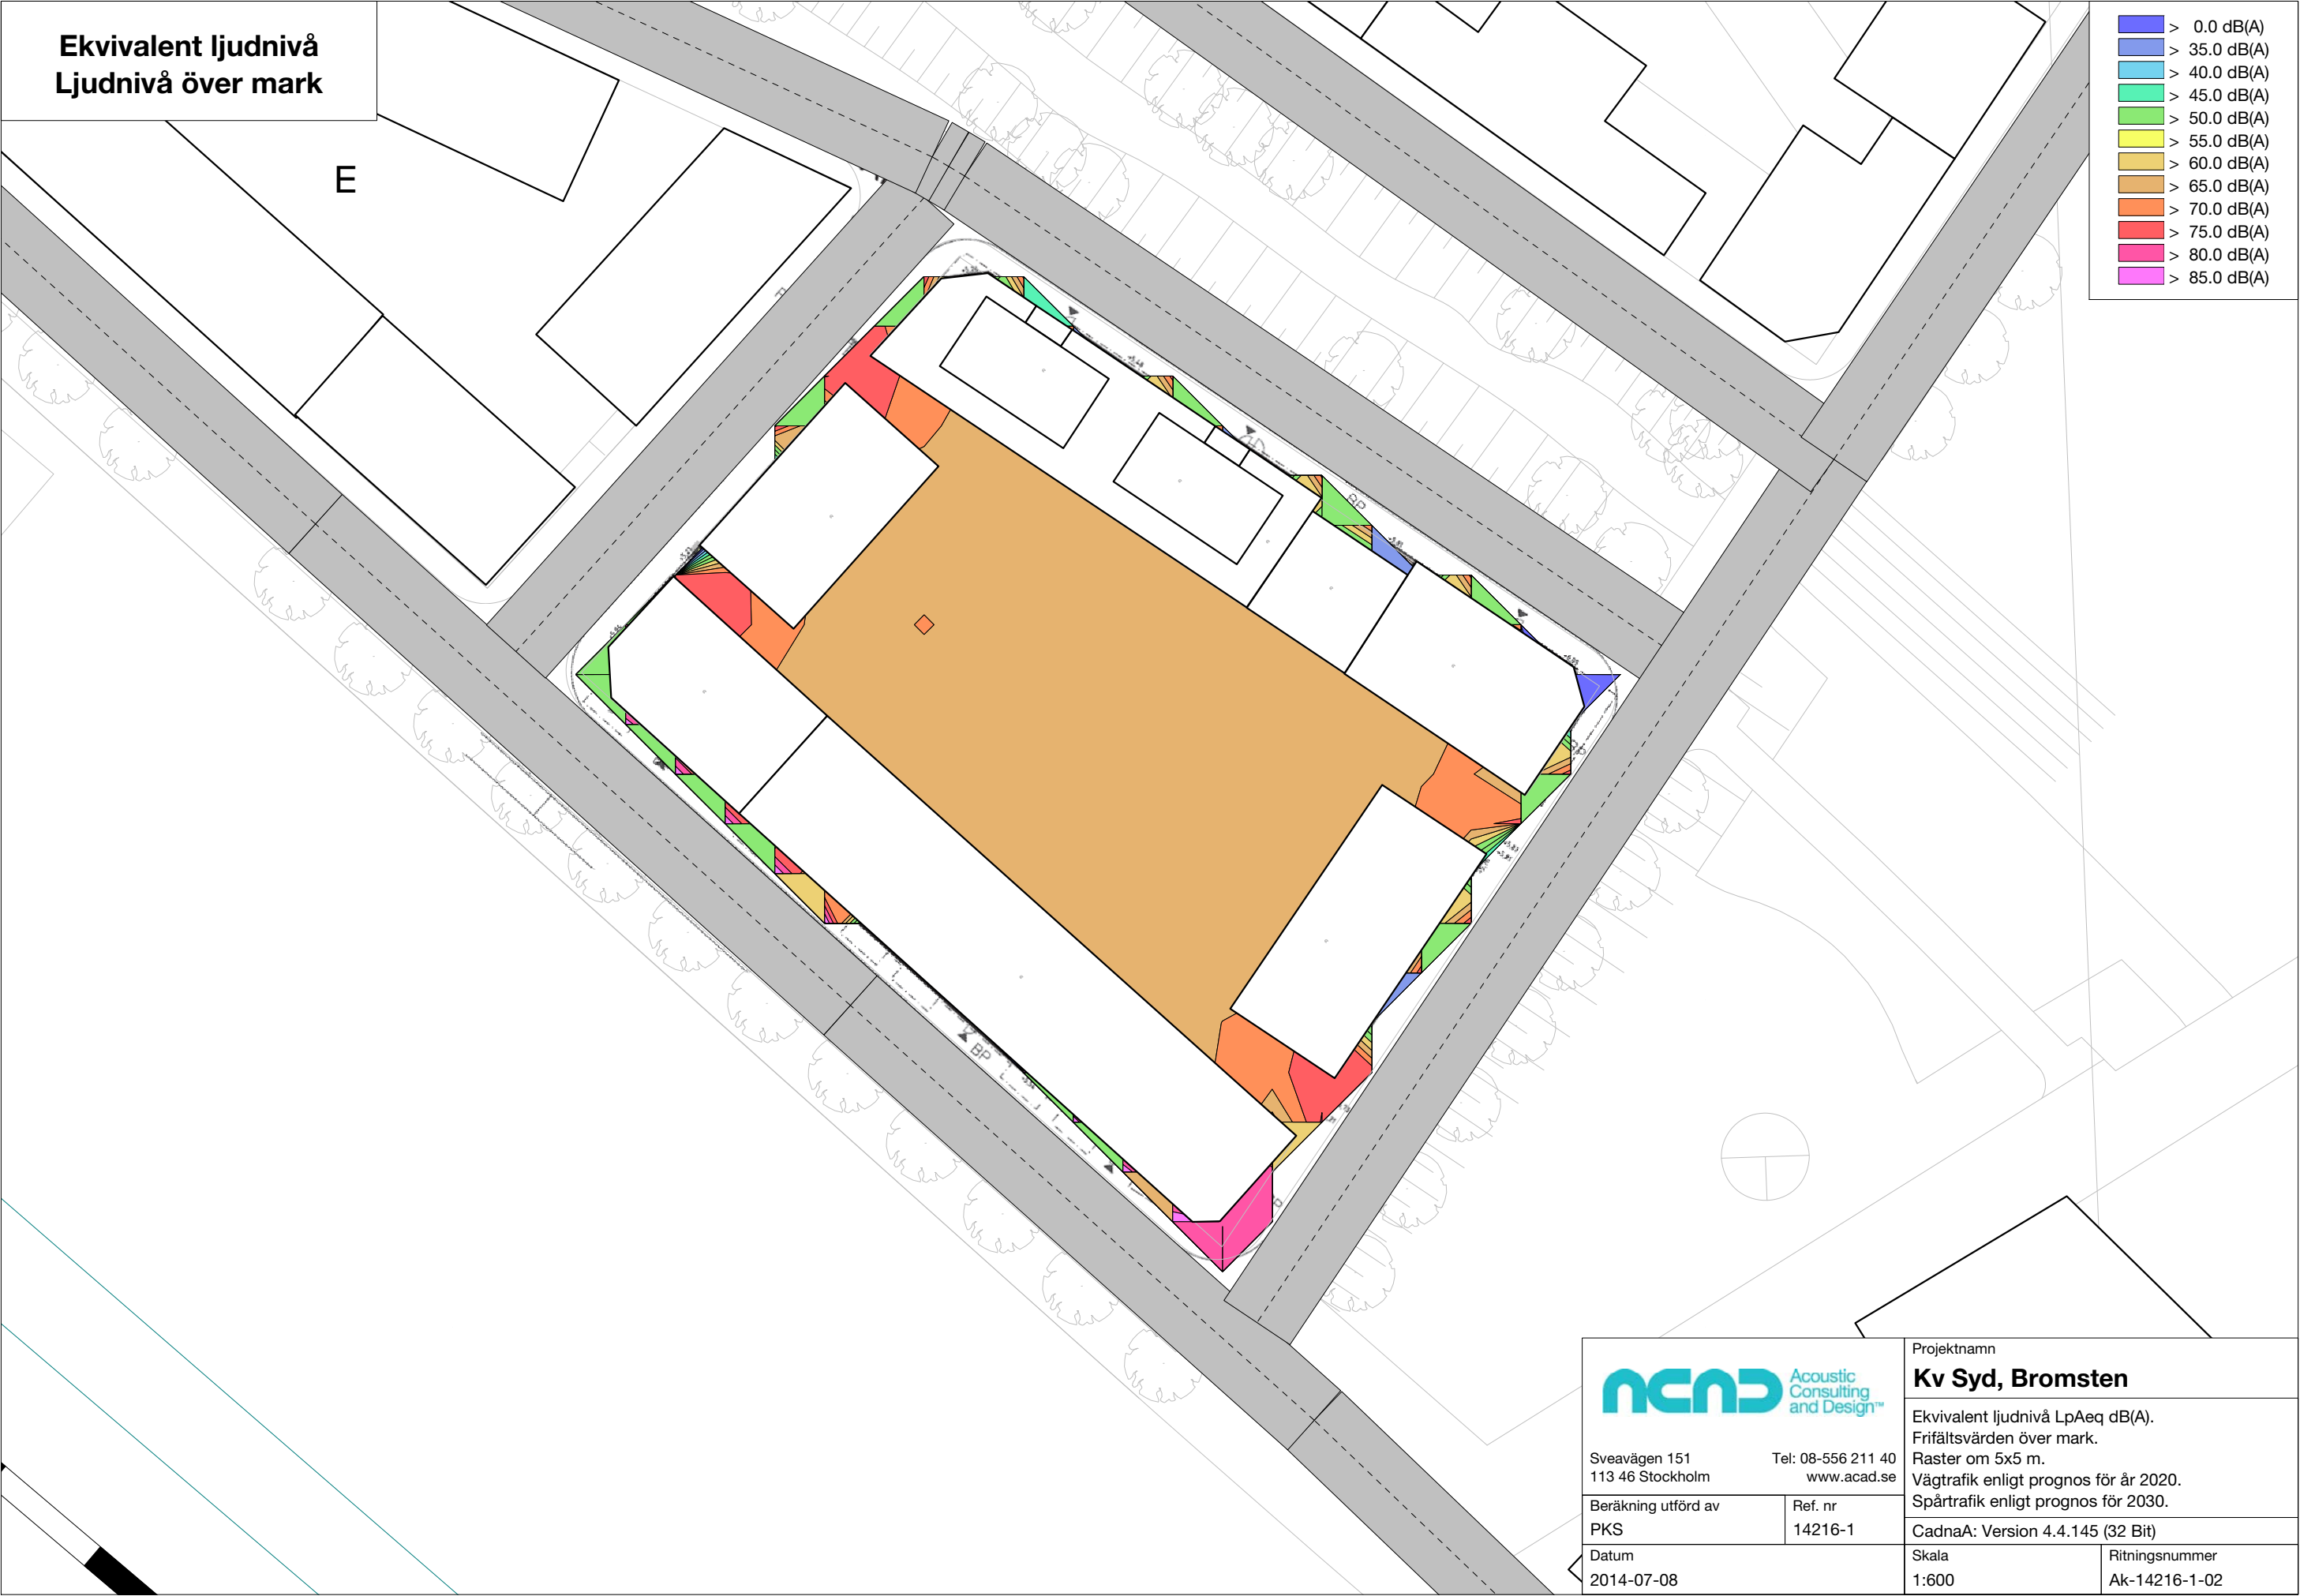 Ekvivalent ljudnivå
Ljudnivå över mark
E
> 0.0 dB(A)
> 35.0 dB(A)
> 40.0 dB(A)
> 45.0 dB(A)
> 50.0 dB(A)
> 55.0 dB(A)
> 60.0 dB(A)
> 65.0 dB(A)
> 70.0 dB(A)
> 75.0 dB(A)
> 80.0 dB(A)
> 85.0 dB(A)
BP
BP
ACAD
Acoustic
Consulting
and Design™
Sveavägen 151
113 46 Stockholm
Tel: 08-556 211 40
www.acad.se
Beräkning utförd av
PKS
Ref. nr
14216-1
Datum
2014-07-08
Projektnamn
Kv Syd, Bromsten
Ekvivalent ljudnivå LpAeq dB(A).
Frifältsvärden över mark.
Raster om 5x5 m.
Vägtrafik enligt prognos för år 2020.
Spårtrafik enligt prognos för 2030.
CadnaA: Version 4.4.145 (32 Bit)
Skala
1:600
Ritningsnummer
Ak-14216-1-02